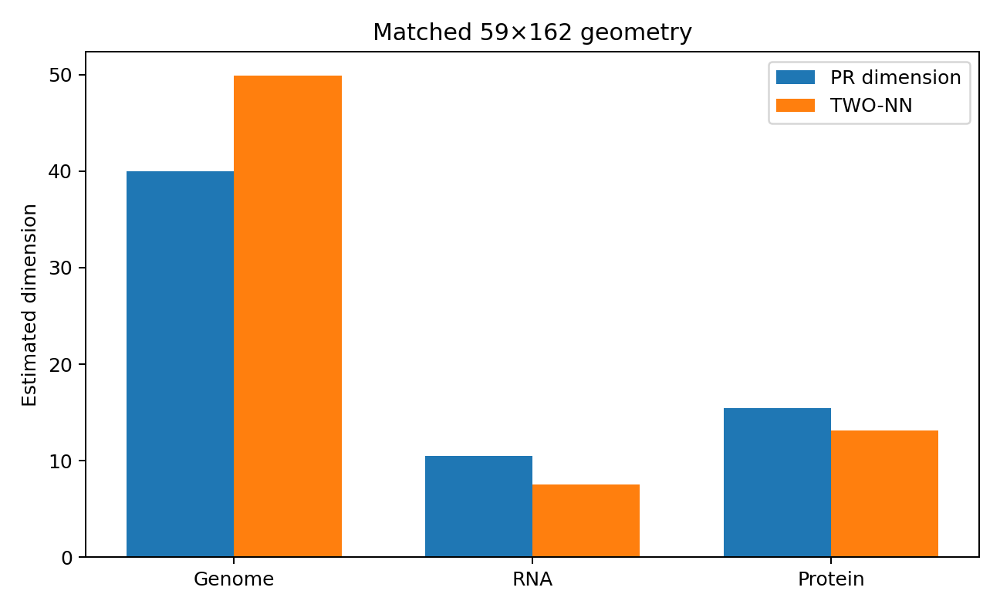 Matched 59×162 geometry
PR dimension
TWO-NN
Estimated dimension
50
40
30
20
10
0
Genome
RNA
Protein